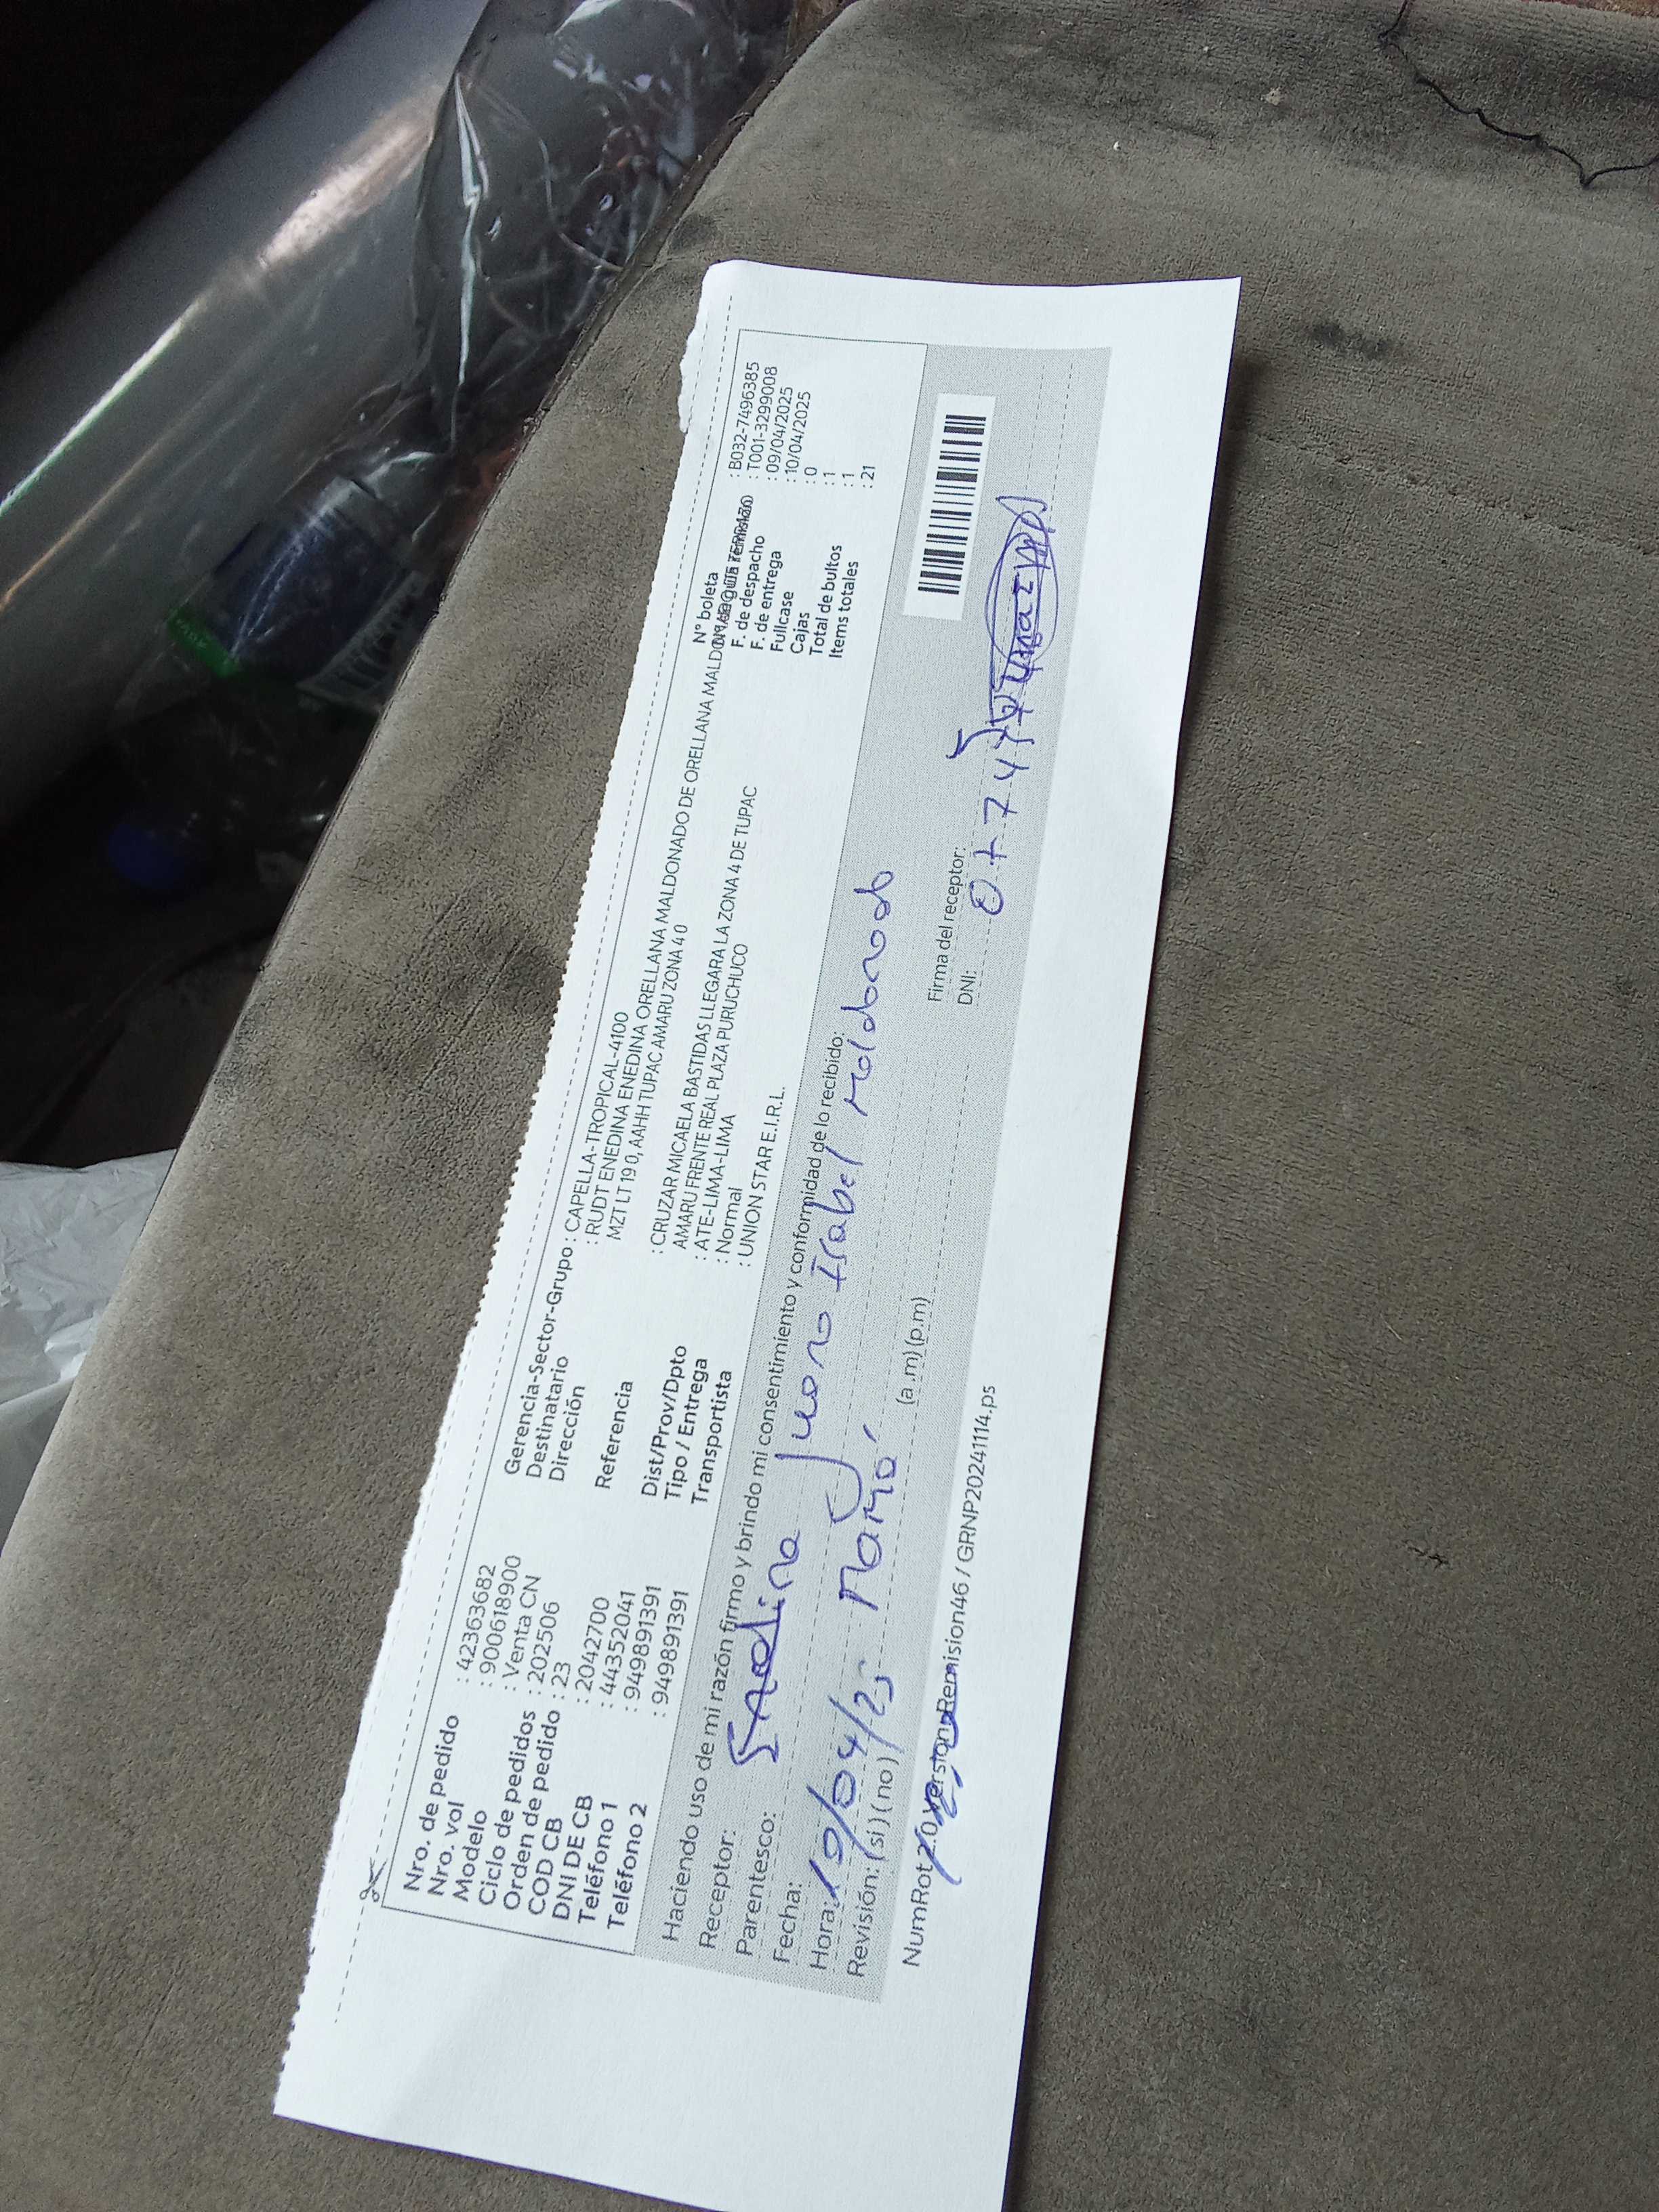 Nro. de pedido : 42363682
Nro. vol : 9006189​00
Modelo : Venta CN
Ciclo de pedidos : 202506
Orden de pedido : 23
COD CB : 2042700
DNI DE CB : 44352041
Teléfono 1 : 949891391
Teléfono 2 : 949891391
Gerencia-Sector-Grupo : CAPELLA-TROPICAL-4100
Destinatario : RUDT ENEDINA ENEDINA ORELLANA MALDONADO DE ORELLANA MALDONADO
Dirección MZT LT19 0, AAHH TUPAC AMARU ZONA 4 0
Referencia : CRUZAR MICAELA BASTIDAS LLEGARA LA ZONA 4 DE TUPAC
AMARU FRENTE REAL PLAZA PURUCHUCO
Dist/Prov/Dpto : ATE-LIMA-LIMA
Tipo / Entrega : Normal
Transportista : UNION STAR E.I.R.L.
N° boleta : B032-7496385
: T001-3299008
F. de despacho : 09/04/2025
F. de entrega : 10/04/2025
Fullcase : 0
Cajas : 1
Total de bultos : 1
Items totales : 21
Haciendo uso de mi razón firmo y brindo mi consentimiento y conformidad de lo recibido:
Receptor: Juana Isabel Maldonado
Parentesco: Mamá
Fecha: 10/04/25
Hora: (a.m) (p.m)
Revisión: (si) (no)
Firma del receptor:
DNI:
NumRot 2.0 version Remision46 / GRNP20241114.ps